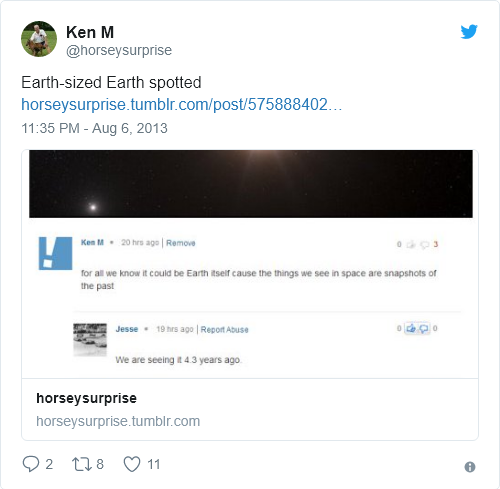 Ken M
@horseysurprise
Earth-sized Earth spotted
horseysurprise.tumblr.com/post/575888402…
11:35 PM - Aug 6, 2013
Ken M • 20 hrs ago | Remove
0 3
for all we know it could be Earth itself cause the things we see in space are snapshots of
the past
Jesse • 19 hrs ago | Report Abuse
0 0
We are seeing it 4.3 years ago.
horseysurprise
horseysurprise.tumblr.com
2 8 11